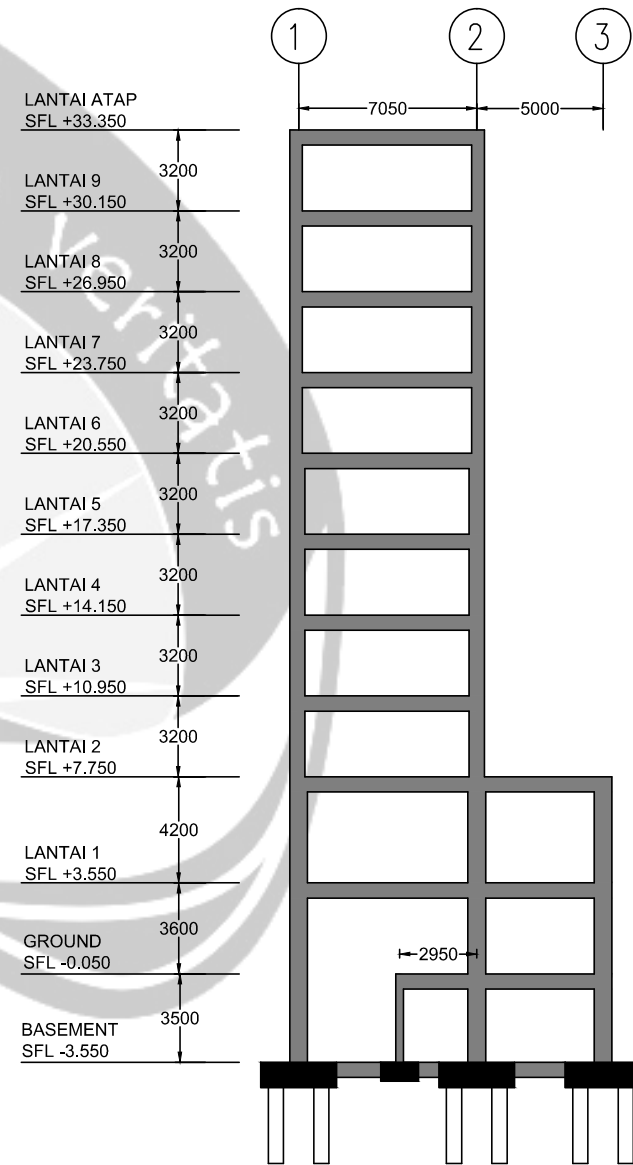 1
2
3
7050
5000
LANTAI ATAP
SFL +33.350
3200
LANTAI 9
SFL +30.150
3200
LANTAI 8
SFL +26.950
3200
LANTAI 7
SFL +23.750
3200
LANTAI 6
SFL +20.550
3200
LANTAI 5
SFL +17.350
3200
LANTAI 4
SFL +14.150
3200
LANTAI 3
SFL +10.950
3200
LANTAI 2
SFL +7.750
4200
LANTAI 1
SFL +3.550
3600
GROUND
SFL -0.050
2950
3500
BASEMENT
SFL -3.550
veritatis